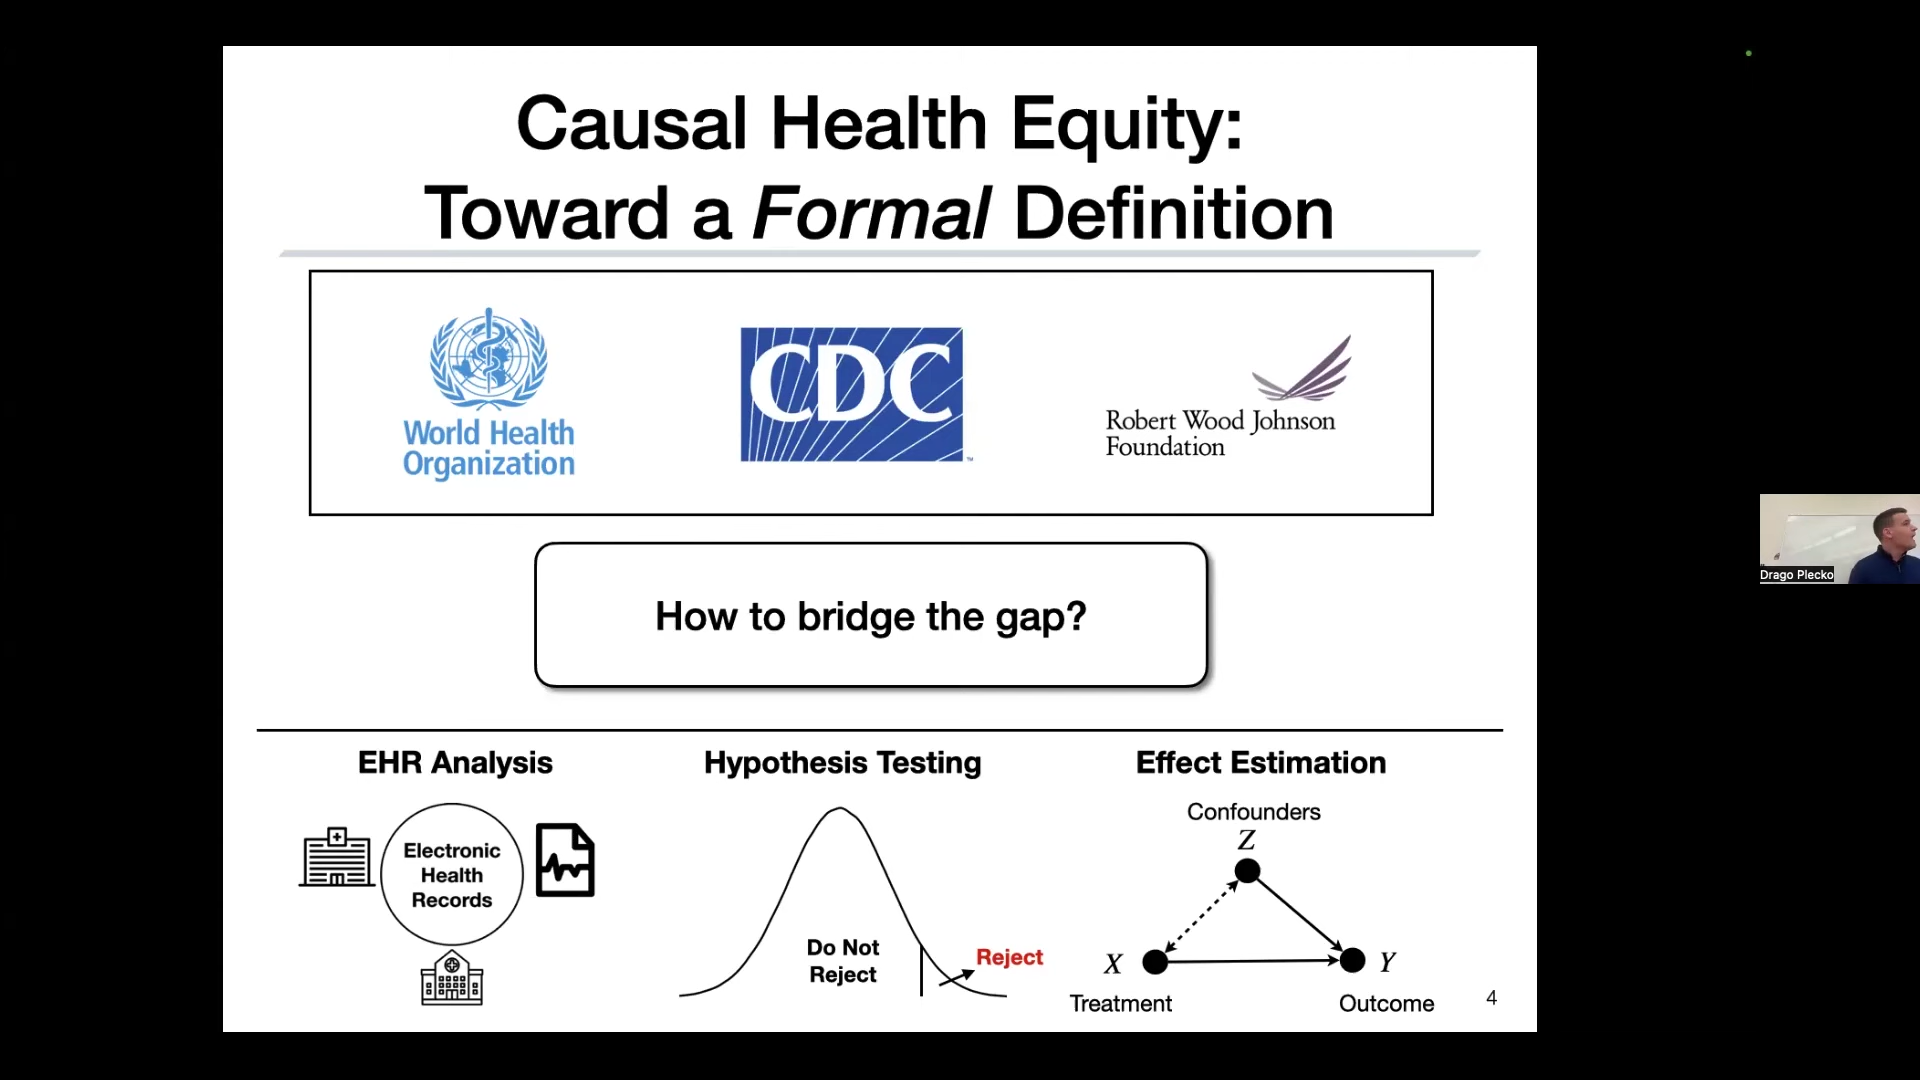 Causal Health Equity:
Toward a Formal Definition
World Health
Organization
CDC
TM
Robert Wood Johnson
Foundation
How to bridge the gap?
EHR Analysis
Electronic
Health
Records
Hypothesis Testing
Do Not
Reject
Reject
Effect Estimation
Confounders
Z
X
Y
Treatment
Outcome
4
Drago Plecko